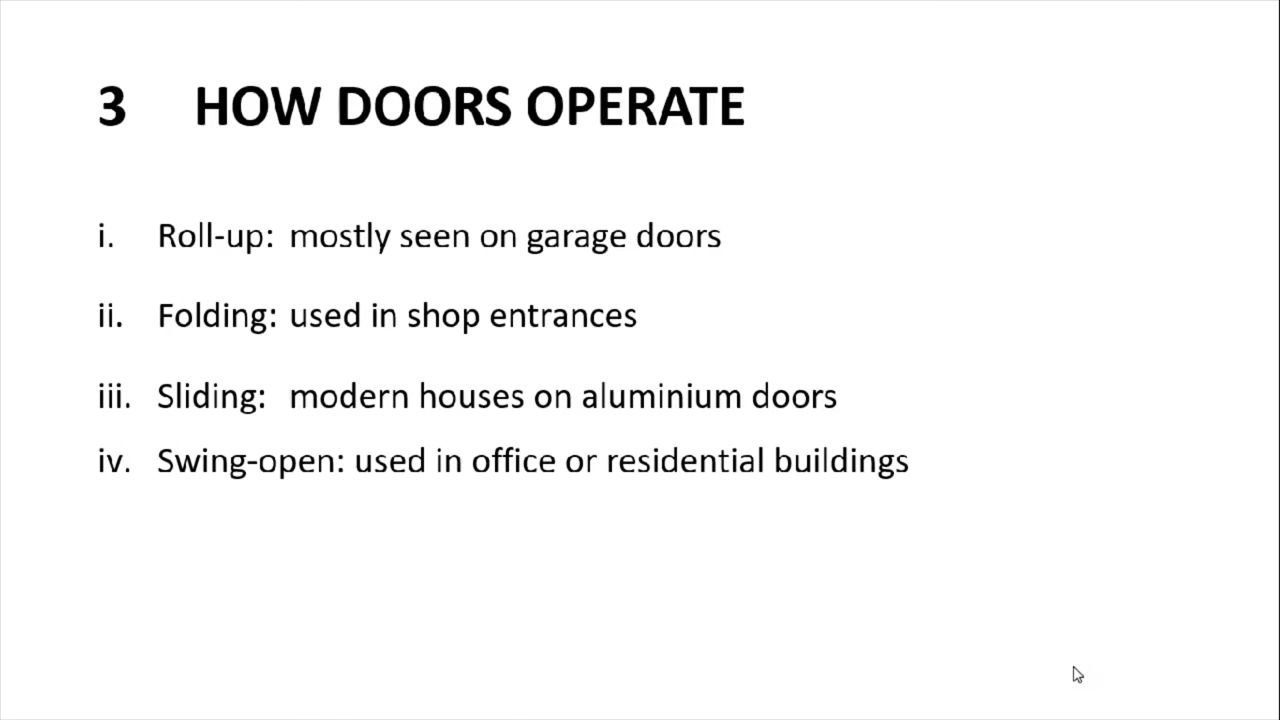 3 HOW DOORS OPERATE
i. Roll-up: mostly seen on garage doors
ii. Folding: used in shop entrances
iii. Sliding: modern houses on aluminium doors
iv. Swing-open: used in office or residential buildings